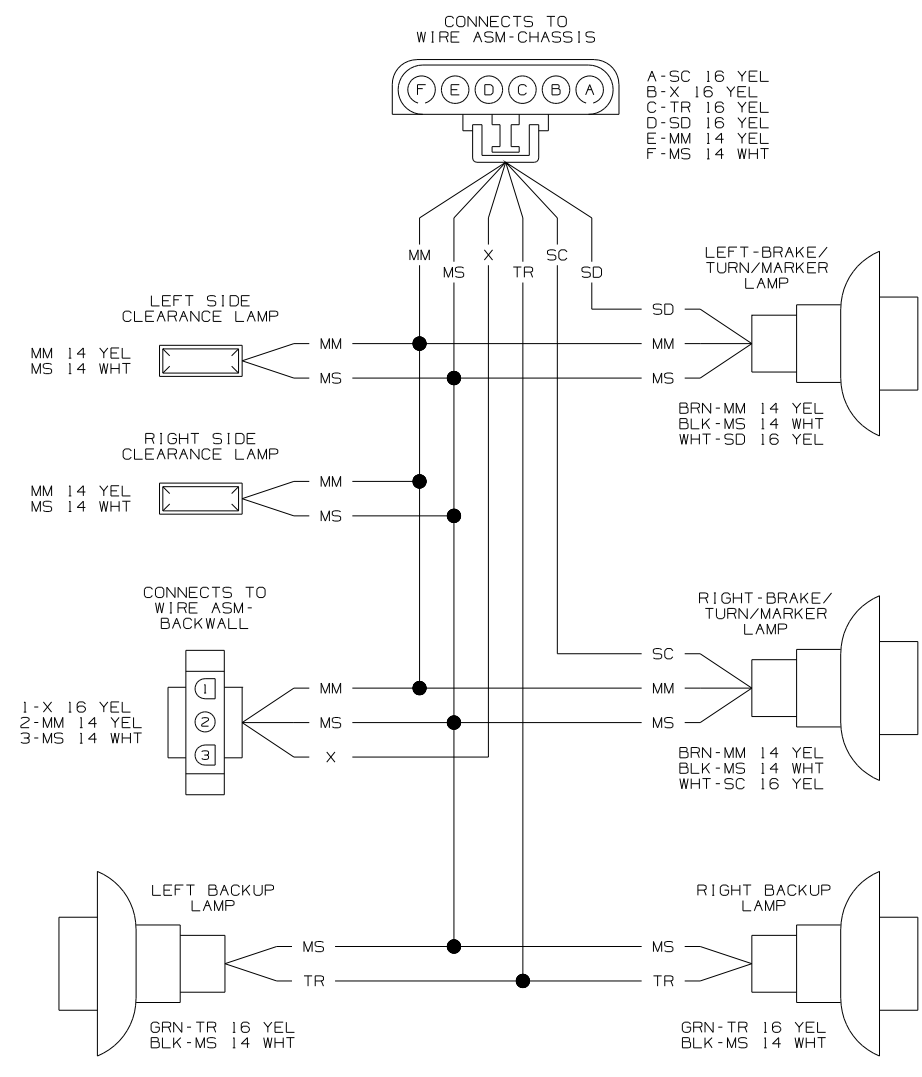 CONNECTS TO
WIRE ASM-CHASSIS
F E D C B A
A-SC 16 YEL
B-X 16 YEL
C-TR 16 YEL
D-SD 16 YEL
E-MM 14 YEL
F-MS 14 WHT
MM
MS
X
TR
SC
SD
LEFT-BRAKE/
TURN/MARKER
LAMP
SD
MM
MS
BRN-MM 14 YEL
BLK-MS 14 WHT
WHT-SD 16 YEL
LEFT SIDE
CLEARANCE LAMP
MM 14 YEL
MS 14 WHT
MM
MS
RIGHT SIDE
CLEARANCE LAMP
MM 14 YEL
MS 14 WHT
MM
MS
CONNECTS TO
WIRE ASM-
BACKWALL
1-X 16 YEL
2-MM 14 YEL
3-MS 14 WHT
1
2
3
MM
MS
X
RIGHT-BRAKE/
TURN/MARKER
LAMP
SC
MM
MS
BRN-MM 14 YEL
BLK-MS 14 WHT
WHT-SC 16 YEL
LEFT BACKUP
LAMP
MS
TR
GRN-TR 16 YEL
BLK-MS 14 WHT
RIGHT BACKUP
LAMP
MS
TR
GRN-TR 16 YEL
BLK-MS 14 WHT